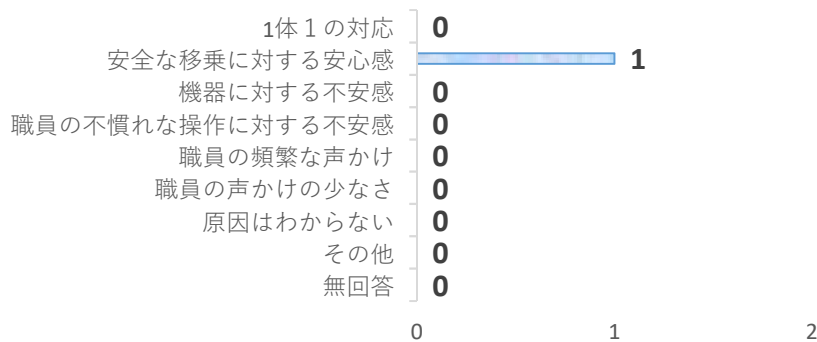 1体１の対応 0
安全な移乗に対する安心感 1
機器に対する不安感 0
職員の不慣れな操作に対する不安感 0
職員の頻繁な声かけ 0
職員の声かけの少なさ 0
原因はわからない 0
その他 0
無回答 0
0 1 2